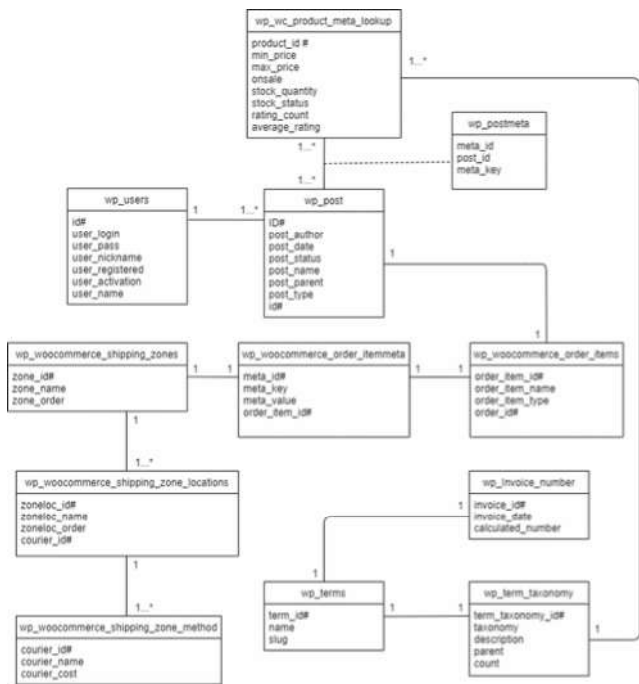 wp_wc_product_meta_lookup
product_id #
min_price
max_price
onsale
stock_quantity
stock_status
rating_count
average_rating
1...*
1...*
wp_postmeta
meta_id
post_id
meta_key
1...*
wp_users
id#
user_login
user_pass
user_nickname
user_registered
user_activation
user_name
1
1...*
wp_post
ID#
post_author
post_date
post_status
post_name
post_parent
post_type
id#
1
1
wp_woocommerce_shipping_zones
zone_id#
zone_name
zone_order
1
1
wp_woocommerce_order_itemmeta
meta_id#
meta_key
meta_value
order_item_id#
1
1
wp_woocommerce_order_items
order_item_id#
order_item_name
order_item_type
order_id#
1
1...*
wp_woocommerce_shipping_zone_locations
zoneloc_id#
zoneloc_name
zoneloc_order
courier_id#
1
1...*
wp_woocommerce_shipping_zone_method
courier_id#
courier_name
courier_cost
wp_Invoice_number
invoice_id#
invoice_date
calculated_number
1
1
wp_terms
term_id#
name
slug
1
1
wp_term_taxonomy
term_taxonomy_id#
taxonomy
description
parent
count
1